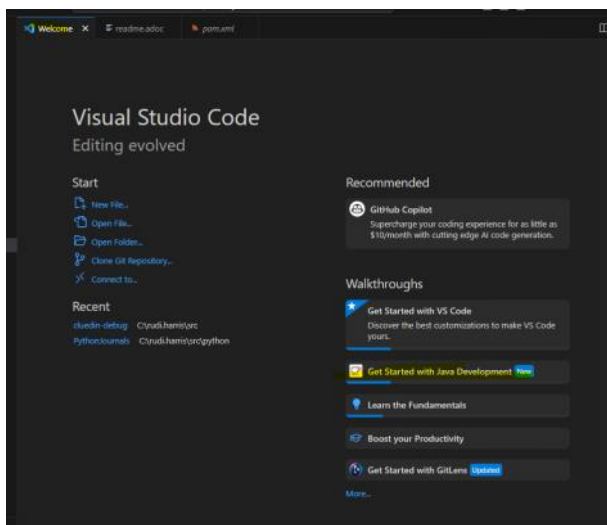 Welcome
readme.adoc
pom.xml
Visual Studio Code
Editing evolved
Start
New File...
Open File...
Open Folder...
Clone Git Repository...
Connect to...
Recent
cluedin-debug C:\rudi.harris\src
PythonJournals C:\rudi.harris\src\python
Recommended
GitHub Copilot
Supercharge your coding experience for as little as
$10/month with cutting edge AI code generation.
Walkthroughs
Get Started with VS Code
Discover the best customizations to make VS Code
yours.
Get Started with Java Development New
Learn the Fundamentals
Boost your Productivity
Get Started with GitLens Updated
More...